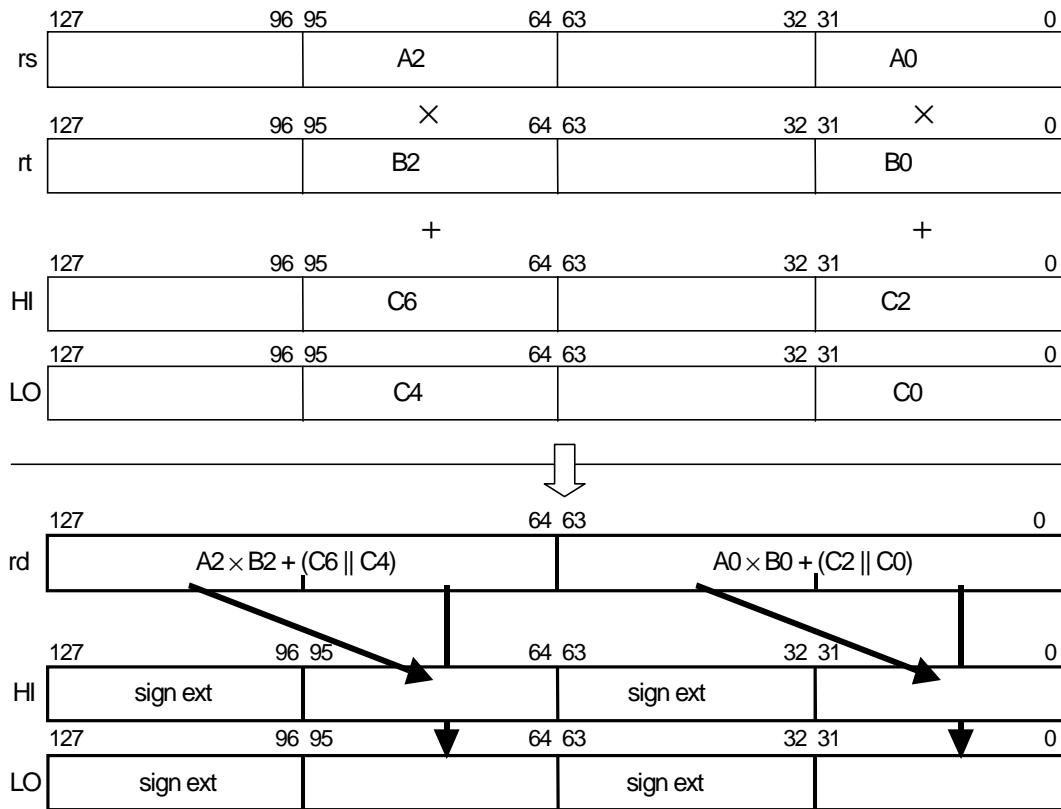 127 96 95 64 63 32 31 0
rs A2 A0
× ×
127 96 95 64 63 32 31 0
rt B2 B0
+ +
127 96 95 64 63 32 31 0
HI C6 C2
127 96 95 64 63 32 31 0
LO C4 C0
127 64 63 0
rd A2 × B2 + (C6 || C4) A0 × B0 + (C2 || C0)
127 96 95 64 63 32 31 0
HI sign ext sign ext
127 96 95 64 63 32 31 0
LO sign ext sign ext